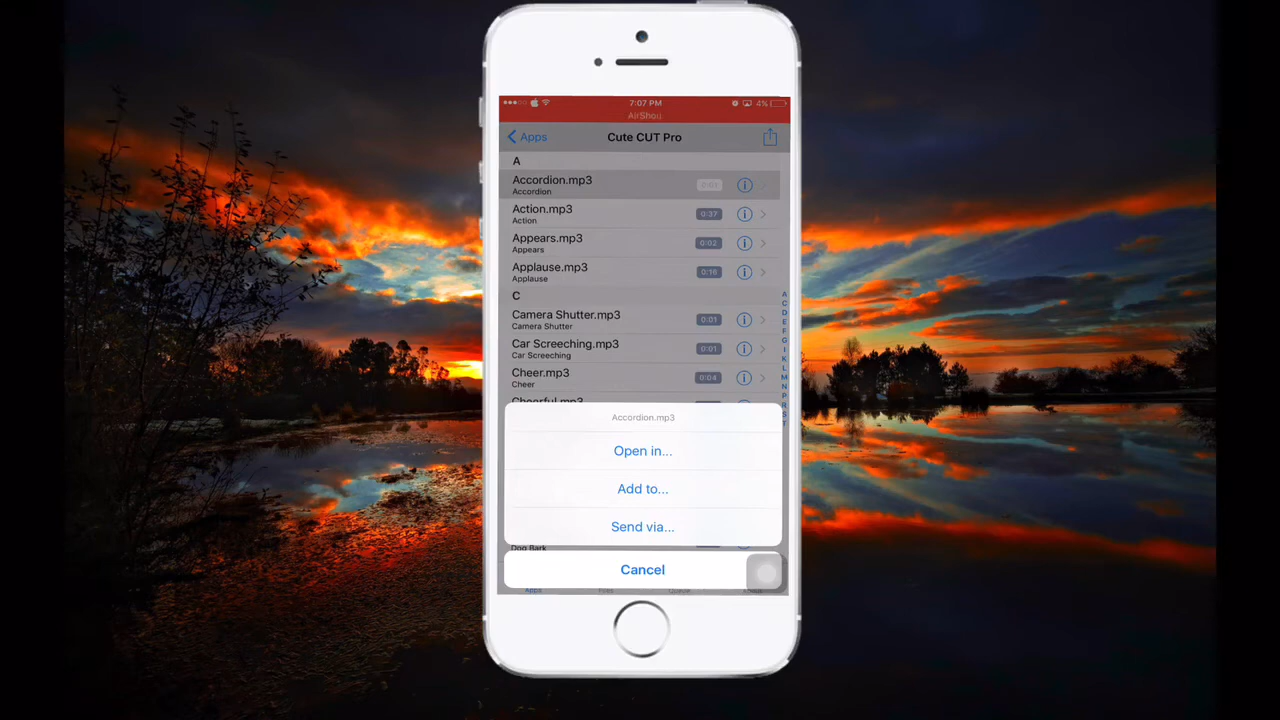 7:07 PM 4%
AirShou
Apps Cute CUT Pro
A
Accordion.mp3
Accordion
Action.mp3 0:37
Action
Appears.mp3 0:02
Appears
Applause.mp3 0:16
Applause
C
Camera Shutter.mp3 0:01
Camera Shutter
Car Screeching.mp3 0:01
Car Screeching
Cheer.mp3 0:04
Cheer
Cheerful.mp3
Accordion.mp3
Open in...
Add to...
Send via...
Dog Bark
Cancel
Apps
A
C
D
E
F
G
I
K
L
M
N
P
R
S
T